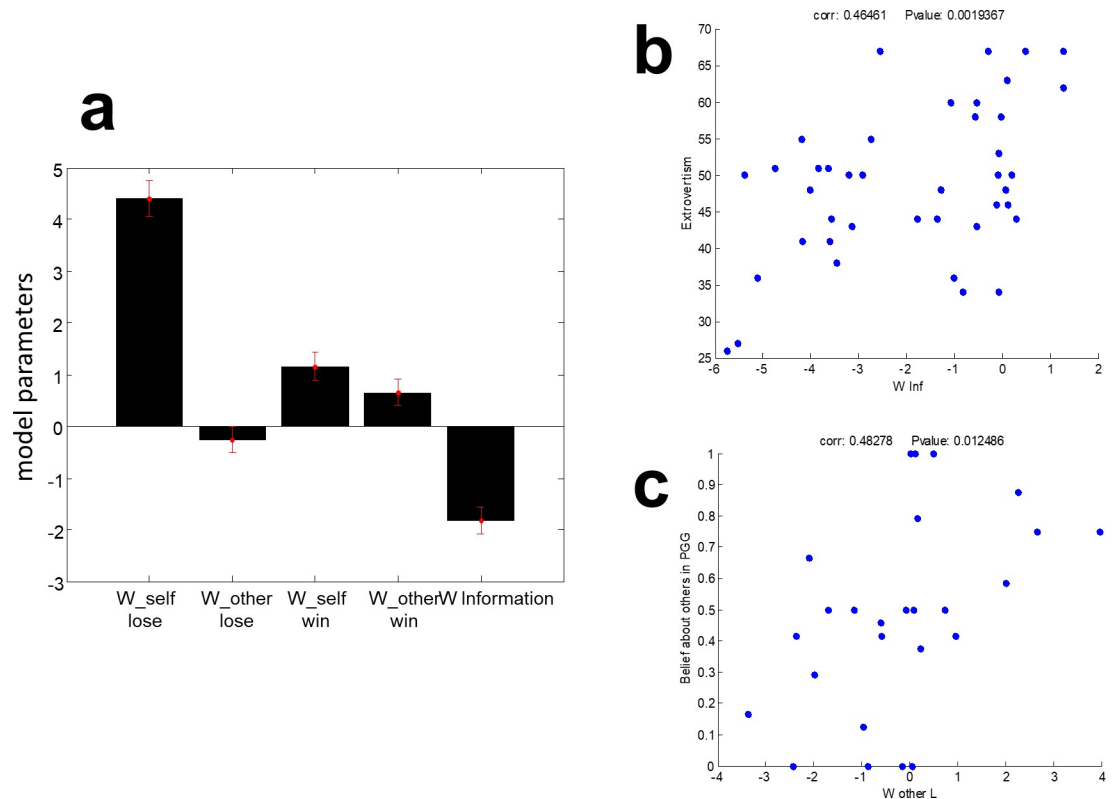 a
5
4
3
2
1
0
-1
-2
-3
model parameters
W_self lose
W_other lose
W_self win
W_other win
W Information
b
corr: 0.46461 Pvalue: 0.0019367
70
65
60
55
50
45
40
35
30
25
Extrovertism
-6 -5 -4 -3 -2 -1 0 1 2
W Inf
c
corr: 0.48278 Pvalue: 0.012486
1
0.9
0.8
0.7
0.6
0.5
0.4
0.3
0.2
0.1
0
Belief about others in PGG
-4 -3 -2 -1 0 1 2 3 4
W other L